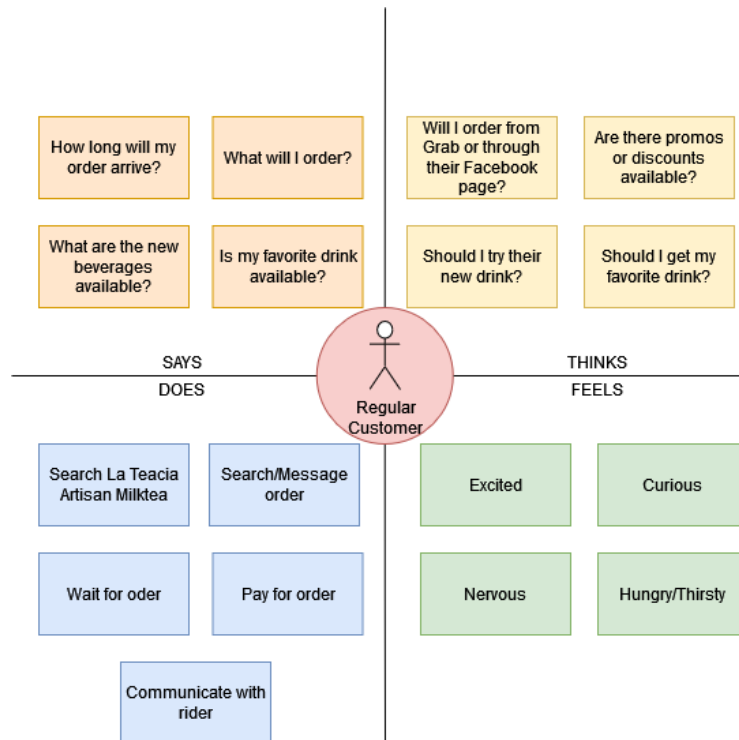 How long will my
order arrive?
What will I order?
What are the new
beverages
available?
Is my favorite drink
available?
SAYS
Will I order from
Grab or through
their Facebook
page?
Are there promos
or discounts
available?
Should I try their
new drink?
Should I get my
favorite drink?
THINKS
Regular
Customer
DOES
Search La Teacia
Artisan Milktea
Search/Message
order
Wait for oder
Pay for order
Communicate with
rider
FEELS
Excited
Curious
Nervous
Hungry/Thirsty